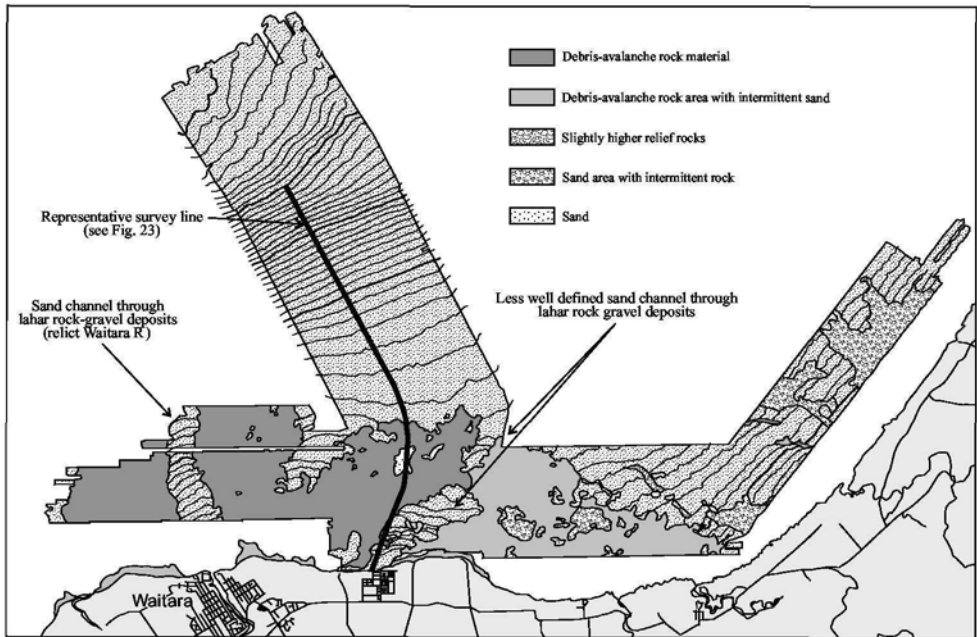 Debris-avalanche rock material
Debris-avalanche rock area with intermittent sand
Slightly higher relief rocks
Sand area with intermittent rock
Sand
Representative survey line
(see Fig. 23)
Sand channel through
lahar rock-gravel deposits
(relict Waitara R)
Less well defined sand channel through
lahar rock gravel deposits
Waitara